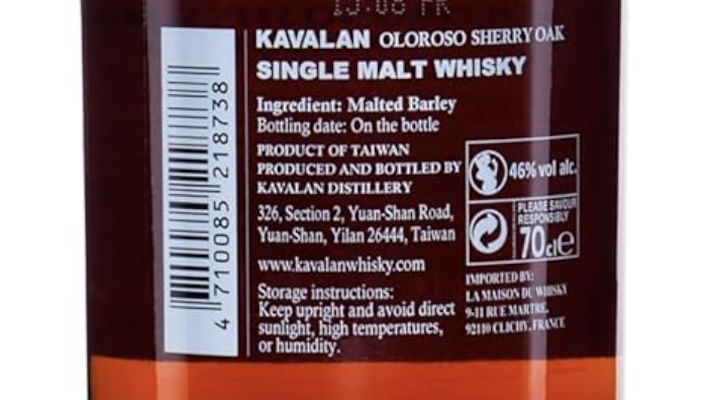 KAVALAN OLOROSO SHERRY OAK
SINGLE MALT WHISKY
Ingredient: Malted Barley
Bottling date: On the bottle
PRODUCT OF TAIWAN
PRODUCED AND BOTTLED BY
KAVALAN DISTILLERY
326, Section 2, Yuan-Shan Road,
Yuan-Shan, Yilan 26444, Taiwan
www.kavalanwhisky.com
Storage instructions:
Keep upright and avoid direct
sunlight, high temperatures,
or humidity.
46% vol alc.
PLEASE SAVOUR
RESPONSIBLY
70cle
IMPORTED BY:
LA MAISON DU WHISKY
9-11 RUE MARTRE,
92110 CLICHY, FRANCE
4 710085 218738